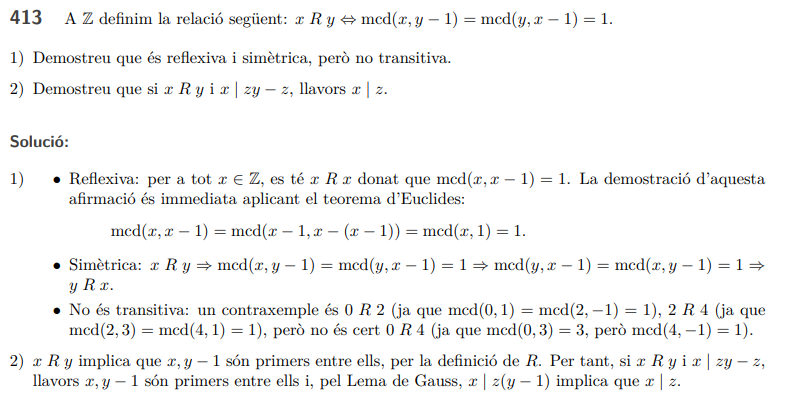 413 A ℤ definim la relació següent: x R y ⇔ mcd(x, y − 1) = mcd(y, x − 1) = 1.
1) Demostreu que és reflexiva i simètrica, però no transitiva.
2) Demostreu que si x R y i x | zy − z, llavors x | z.
Solució:
1) • Reflexiva: per a tot x ∈ ℤ, es té x R x donat que mcd(x, x − 1) = 1. La demostració d'aquesta
afirmació és immediata aplicant el teorema d'Euclides:
mcd(x, x − 1) = mcd(x − 1, x − (x − 1)) = mcd(x, 1) = 1.
• Simètrica: x R y ⇒ mcd(x, y − 1) = mcd(y, x − 1) = 1 ⇒ mcd(y, x − 1) = mcd(x, y − 1) = 1 ⇒
y R x.
• No és transitiva: un contraxemple és 0 R 2 (ja que mcd(0, 1) = mcd(2, −1) = 1), 2 R 4 (ja que
mcd(2, 3) = mcd(4, 1) = 1), però no és cert 0 R 4 (ja que mcd(0, 3) = 3, però mcd(4, −1) = 1).
2) x R y implica que x, y − 1 són primers entre ells, per la definició de R. Per tant, si x R y i x | zy − z,
llavors x, y − 1 són primers entre ells i, pel Lema de Gauss, x | z(y − 1) implica que x | z.